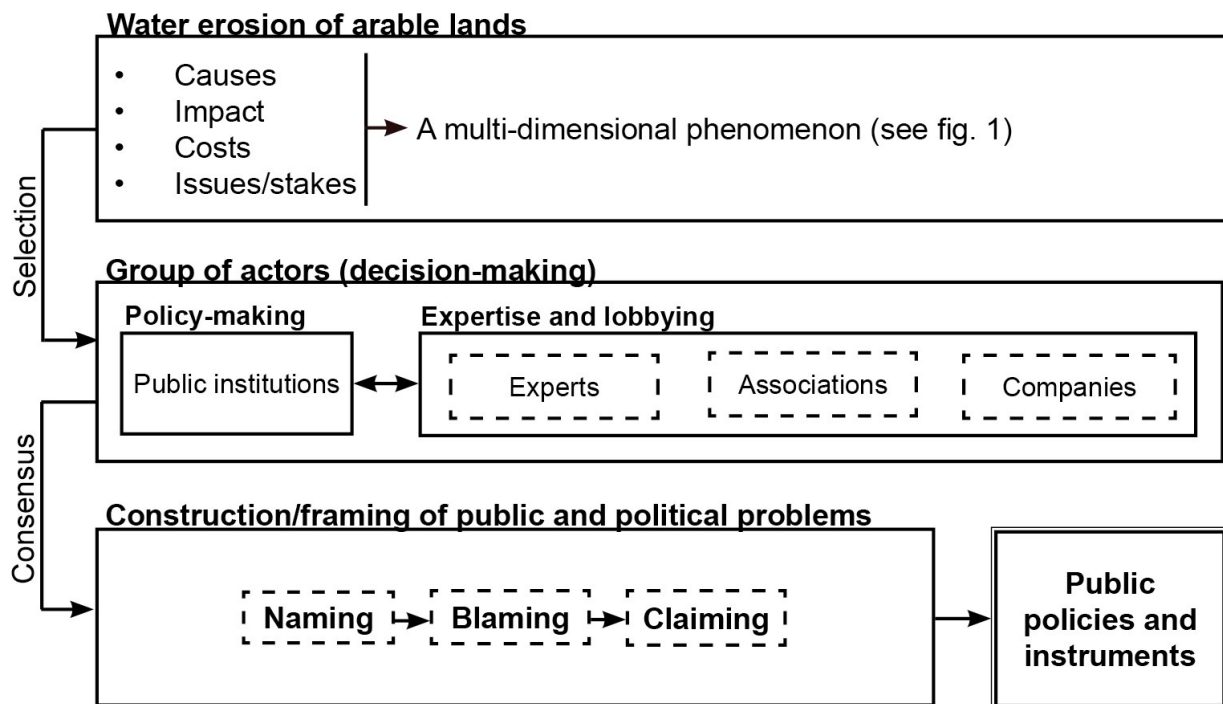 Water erosion of arable lands
• Causes
• Impact
• Costs
• Issues/stakes
A multi-dimensional phenomenon (see fig. 1)
Selection
Group of actors (decision-making)
Policy-making
Expertise and lobbying
Public institutions
Experts
Associations
Companies
Consensus
Construction/framing of public and political problems
Naming
Blaming
Claiming
Public
policies and
instruments